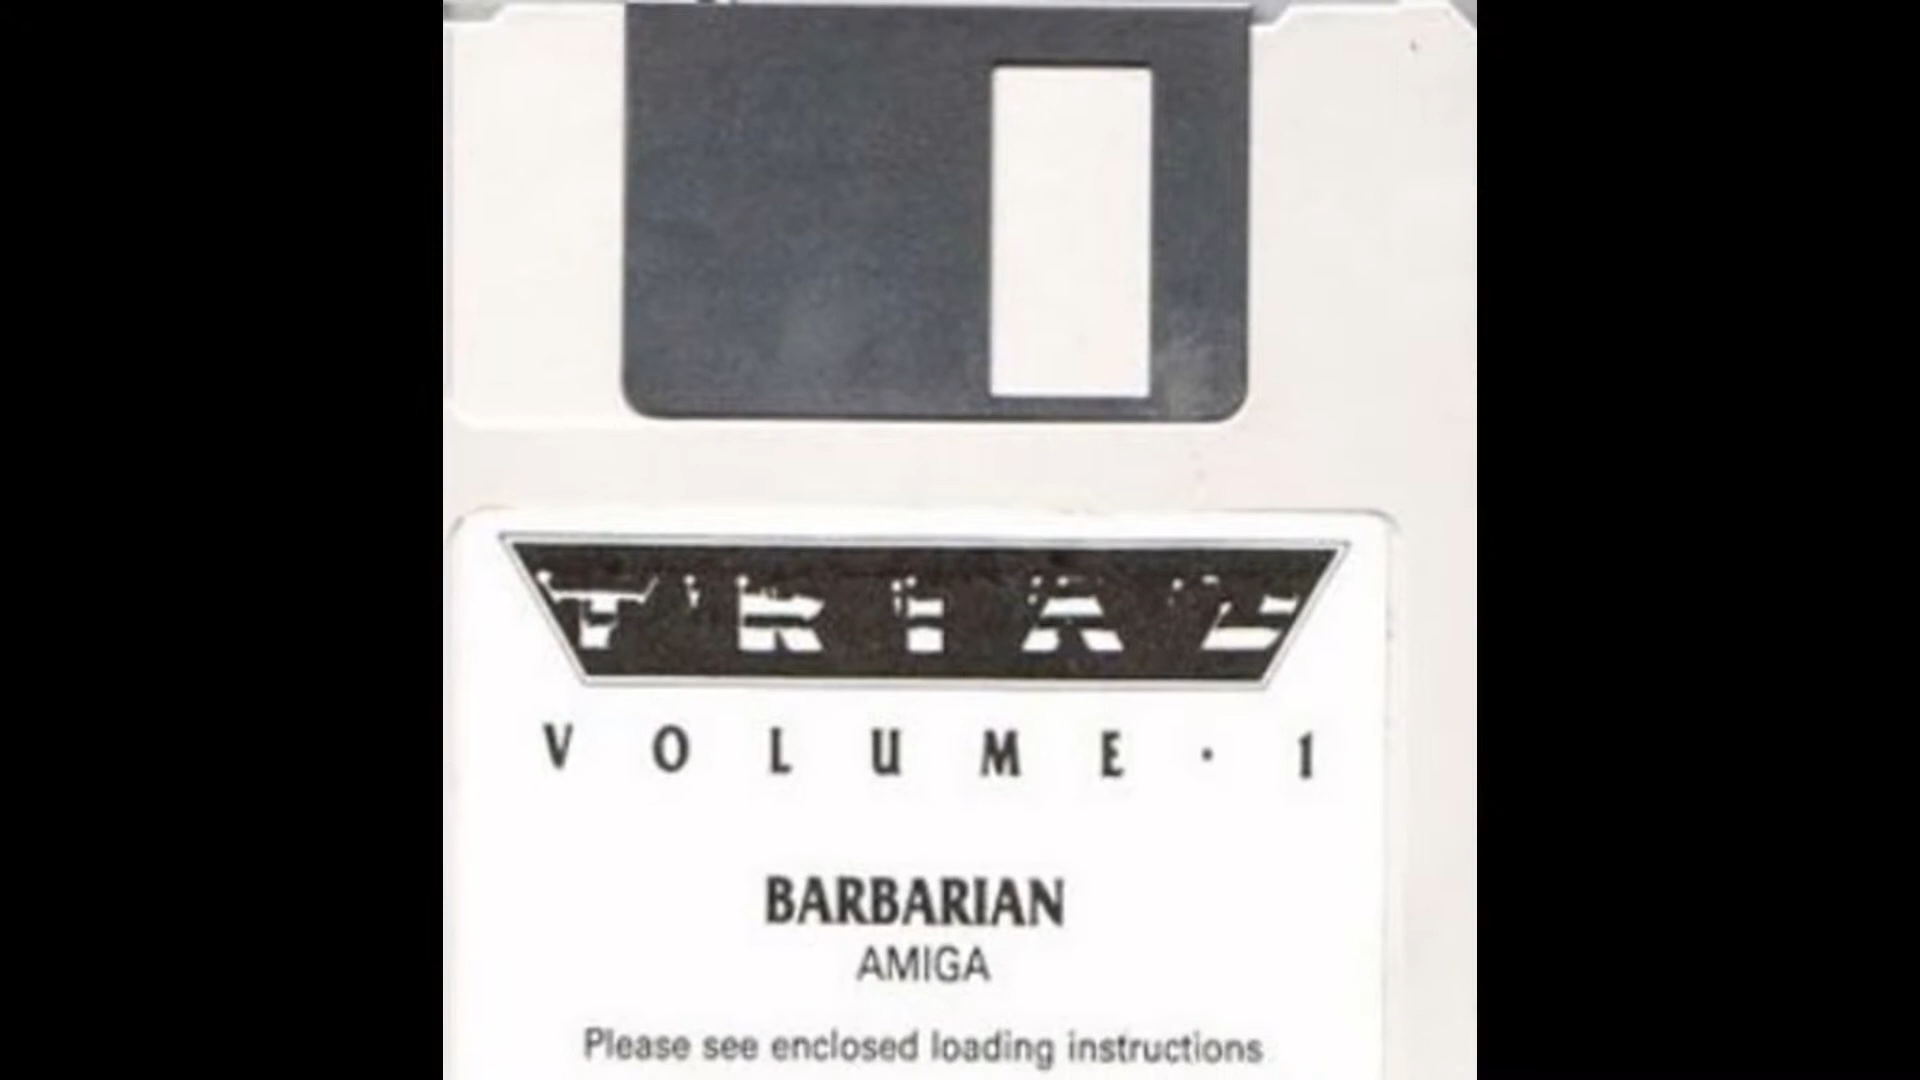 TRIAD
VOLUME · 1
BARBARIAN
AMIGA
Please see enclosed loading instructions